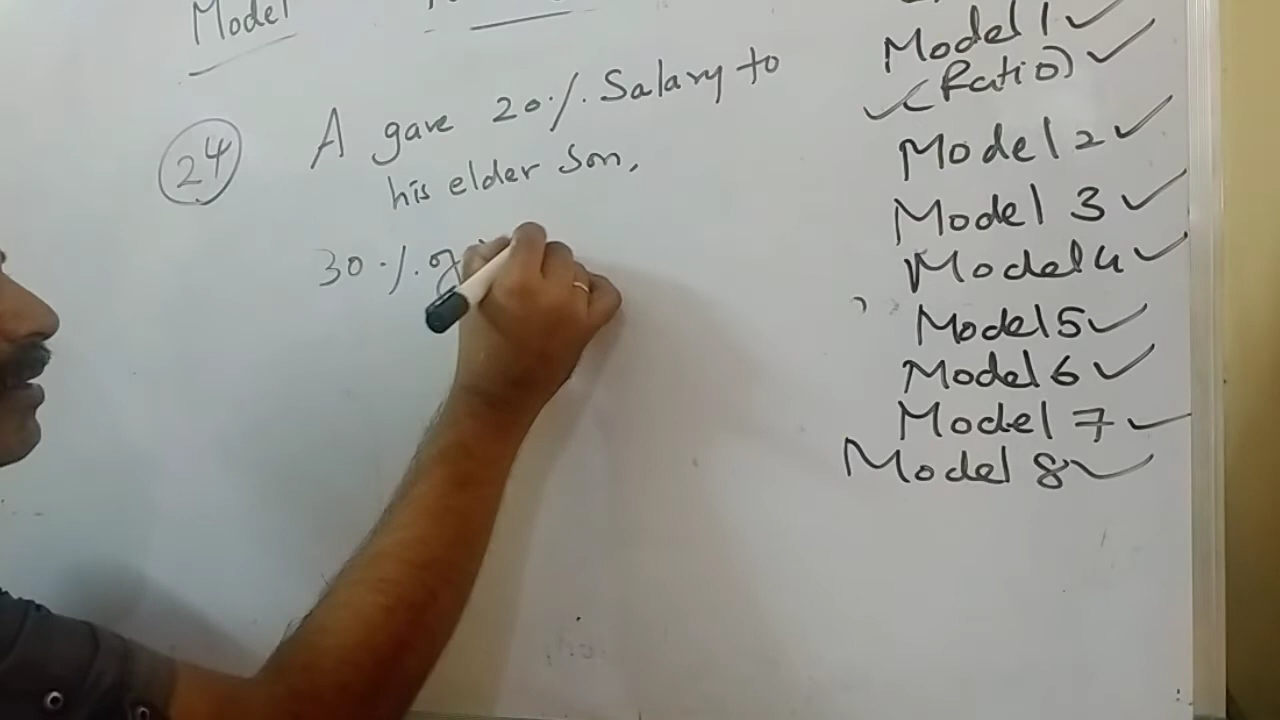 Model
24 A gave 20% Salary to
his elder son,
30%
Model 1 ✓
✓ (Ratio) ✓
Model 2 ✓
Model 3 ✓
Model 4 ✓
Model 5 ✓
Model 6 ✓
Model 7 ✓
Model 8 ✓